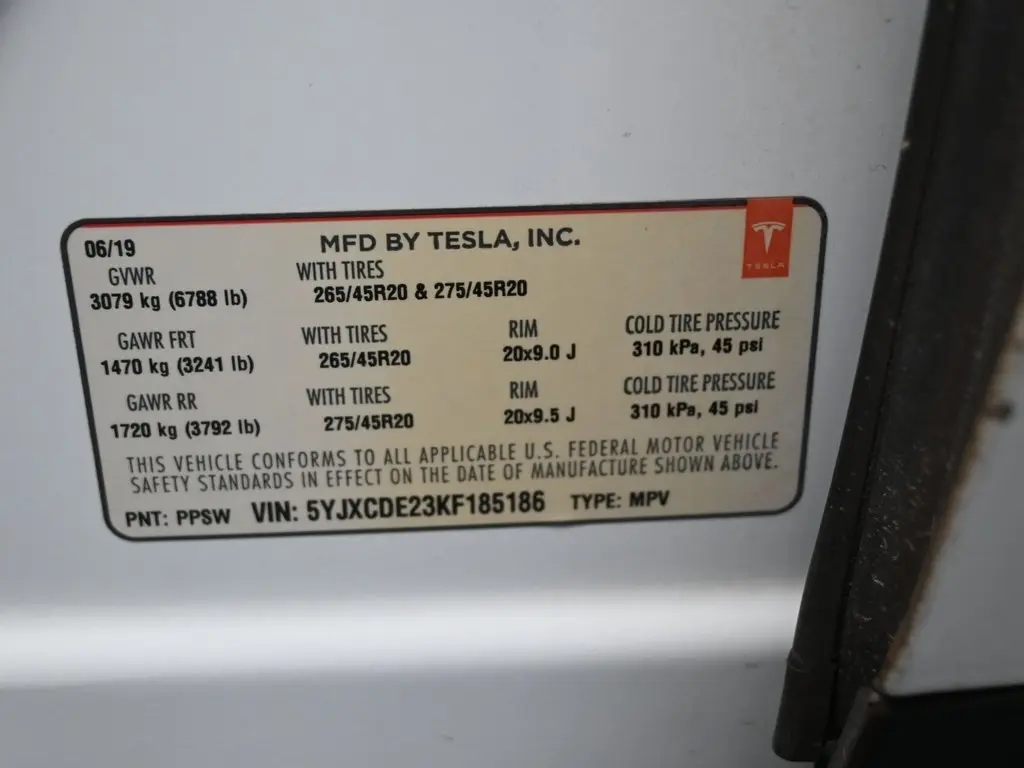 06/19 MFD BY TESLA, INC.
TESLA
GVWR WITH TIRES
3079 kg (6788 lb) 265/45R20 & 275/45R20
GAWR FRT WITH TIRES RIM COLD TIRE PRESSURE
1470 kg (3241 lb) 265/45R20 20x9.0 J 310 kPa, 45 psi
GAWR RR WITH TIRES RIM COLD TIRE PRESSURE
1720 kg (3792 lb) 275/45R20 20x9.5 J 310 kPa, 45 psi
THIS VEHICLE CONFORMS TO ALL APPLICABLE U.S. FEDERAL MOTOR VEHICLE
SAFETY STANDARDS IN EFFECT ON THE DATE OF MANUFACTURE SHOWN ABOVE.
PNT: PPSW VIN: 5YJXCDE23KF185186 TYPE: MPV